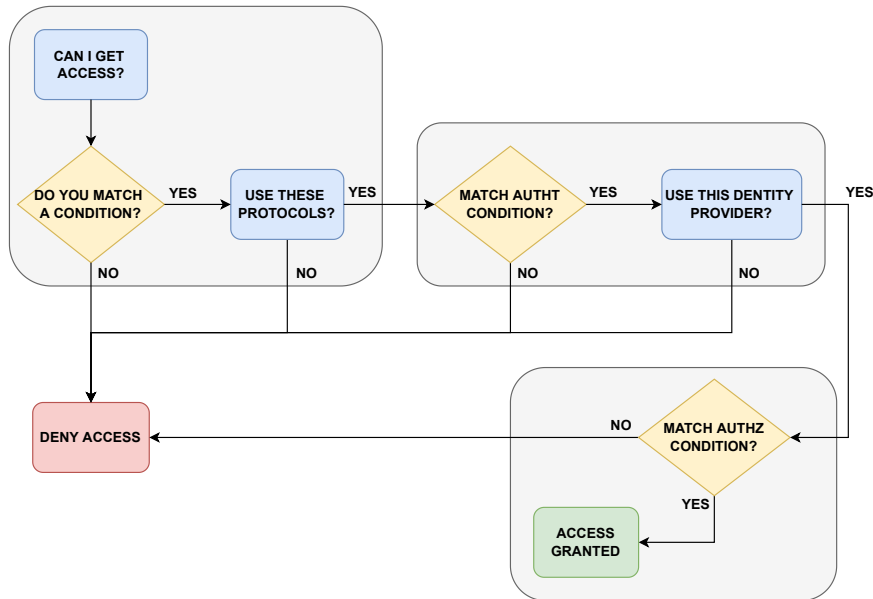 CAN I GET
ACCESS?
DO YOU MATCH
A CONDITION?
YES
USE THESE
PROTOCOLS?
YES
MATCH AUTHT
CONDITION?
YES
USE THIS DENTITY
PROVIDER?
YES
NO
NO
NO
NO
DENY ACCESS
NO
MATCH AUTHZ
CONDITION?
YES
ACCESS
GRANTED